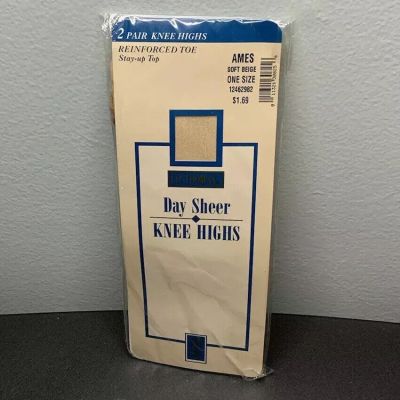 2 PAIR KNEE HIGHS
REINFORCED TOE
Stay-up Top
AMES
SOFT BEIGE
ONE SIZE
12462982
$1.69
Day Sheer
KNEE HIGHS